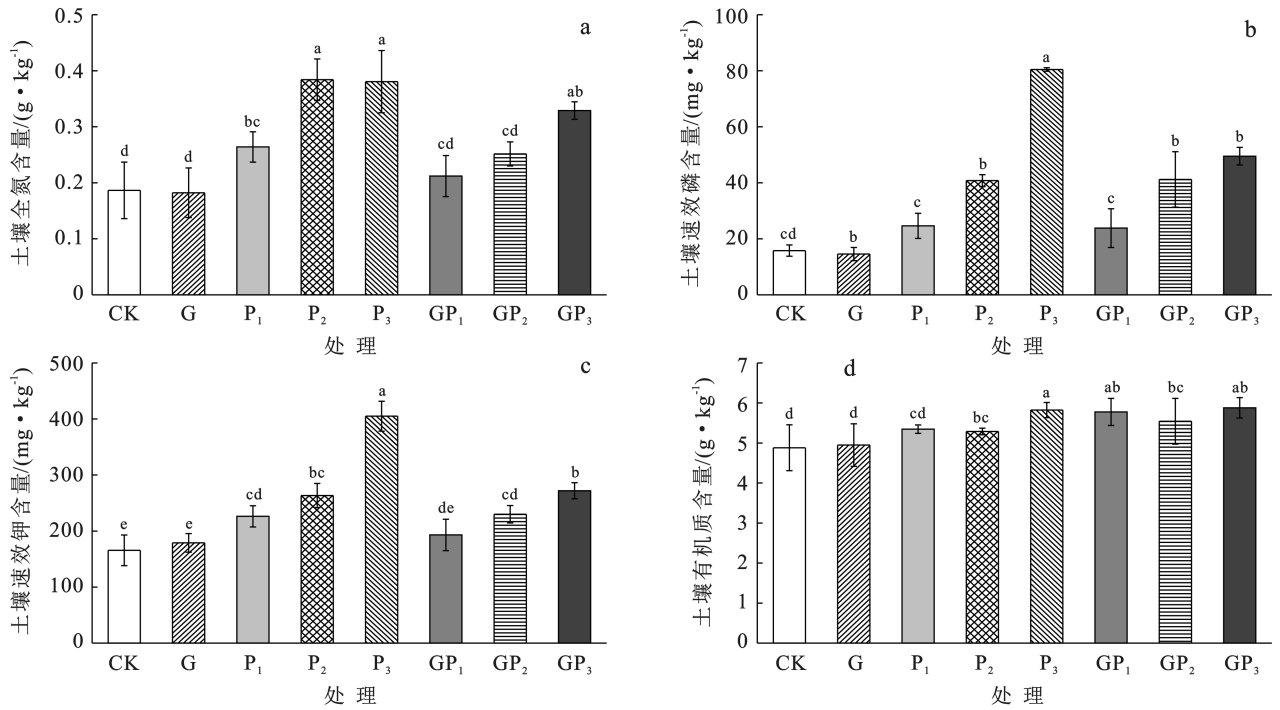 a
土壤全氮含量/(g·kg⁻¹)
0.5
0.4
0.3
0.2
0.1
0
d d bc a a cd cd ab
CK G P₁ P₂ P₃ GP₁ GP₂ GP₃
处 理
b
土壤速效磷含量/(mg·kg⁻¹)
100
80
60
40
20
0
cd b c b a c b b
CK G P₁ P₂ P₃ GP₁ GP₂ GP₃
处 理
c
土壤速效钾含量/(mg·kg⁻¹)
500
400
300
200
100
0
e e cd bc a de cd b
CK G P₁ P₂ P₃ GP₁ GP₂ GP₃
处 理
d
土壤有机质含量/(g·kg⁻¹)
7
6
5
4
3
2
1
0
d d cd bc a ab bc ab
CK G P₁ P₂ P₃ GP₁ GP₂ GP₃
处 理